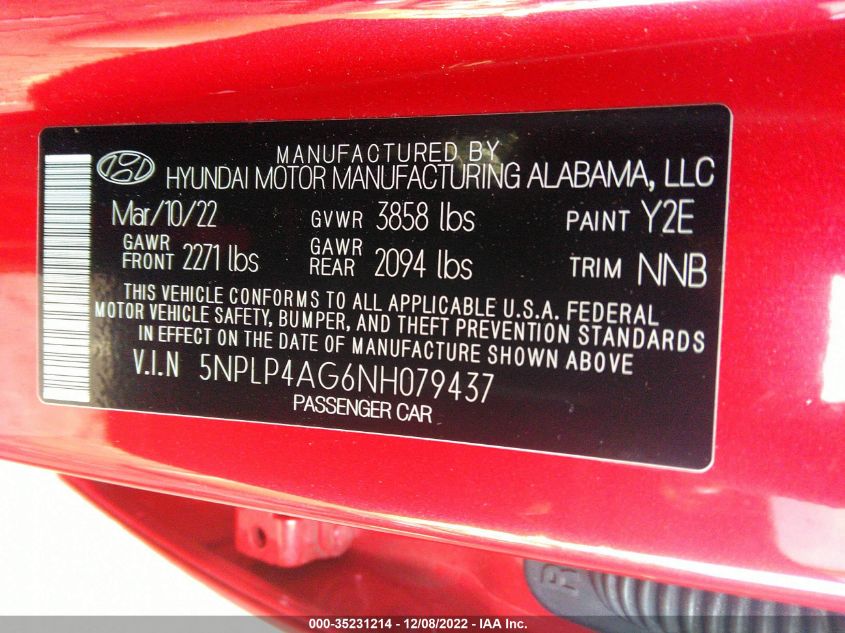 MANUFACTURED BY
HYUNDAI MOTOR MANUFACTURING ALABAMA, LLC
Mar/10/22 GVWR 3858 lbs PAINT Y2E
GAWR FRONT 2271 lbs GAWR REAR 2094 lbs TRIM NNB
THIS VEHICLE CONFORMS TO ALL APPLICABLE U.S.A. FEDERAL
MOTOR VEHICLE SAFETY, BUMPER, AND THEFT PREVENTION STANDARDS
IN EFFECT ON THE DATE OF MANUFACTURE SHOWN ABOVE
V.I.N 5NPLP4AG6NH079437
PASSENGER CAR
R
000-35231214 - 12/08/2022 - IAA Inc.